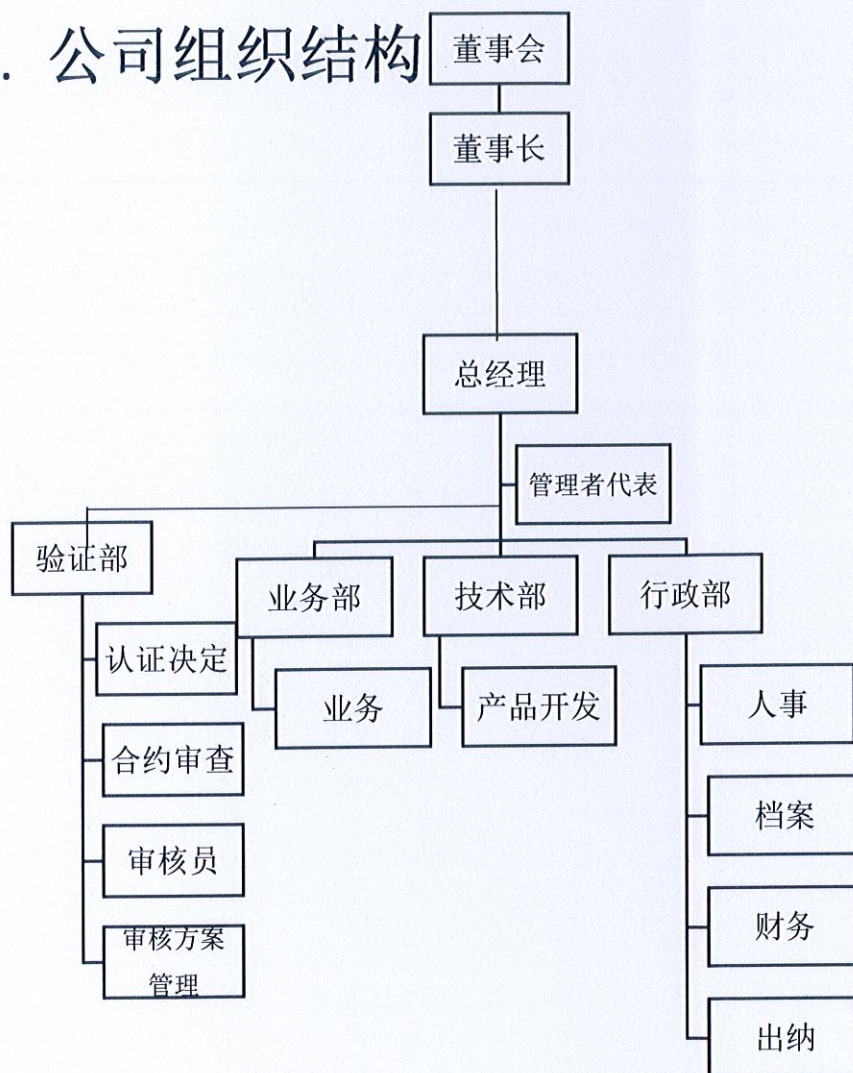 . 公司组织结构
董事会
董事长
总经理
管理者代表
验证部
业务部
技术部
行政部
认证决定
业务
产品开发
人事
合约审查
档案
审核员
财务
审核方案
管理
出纳